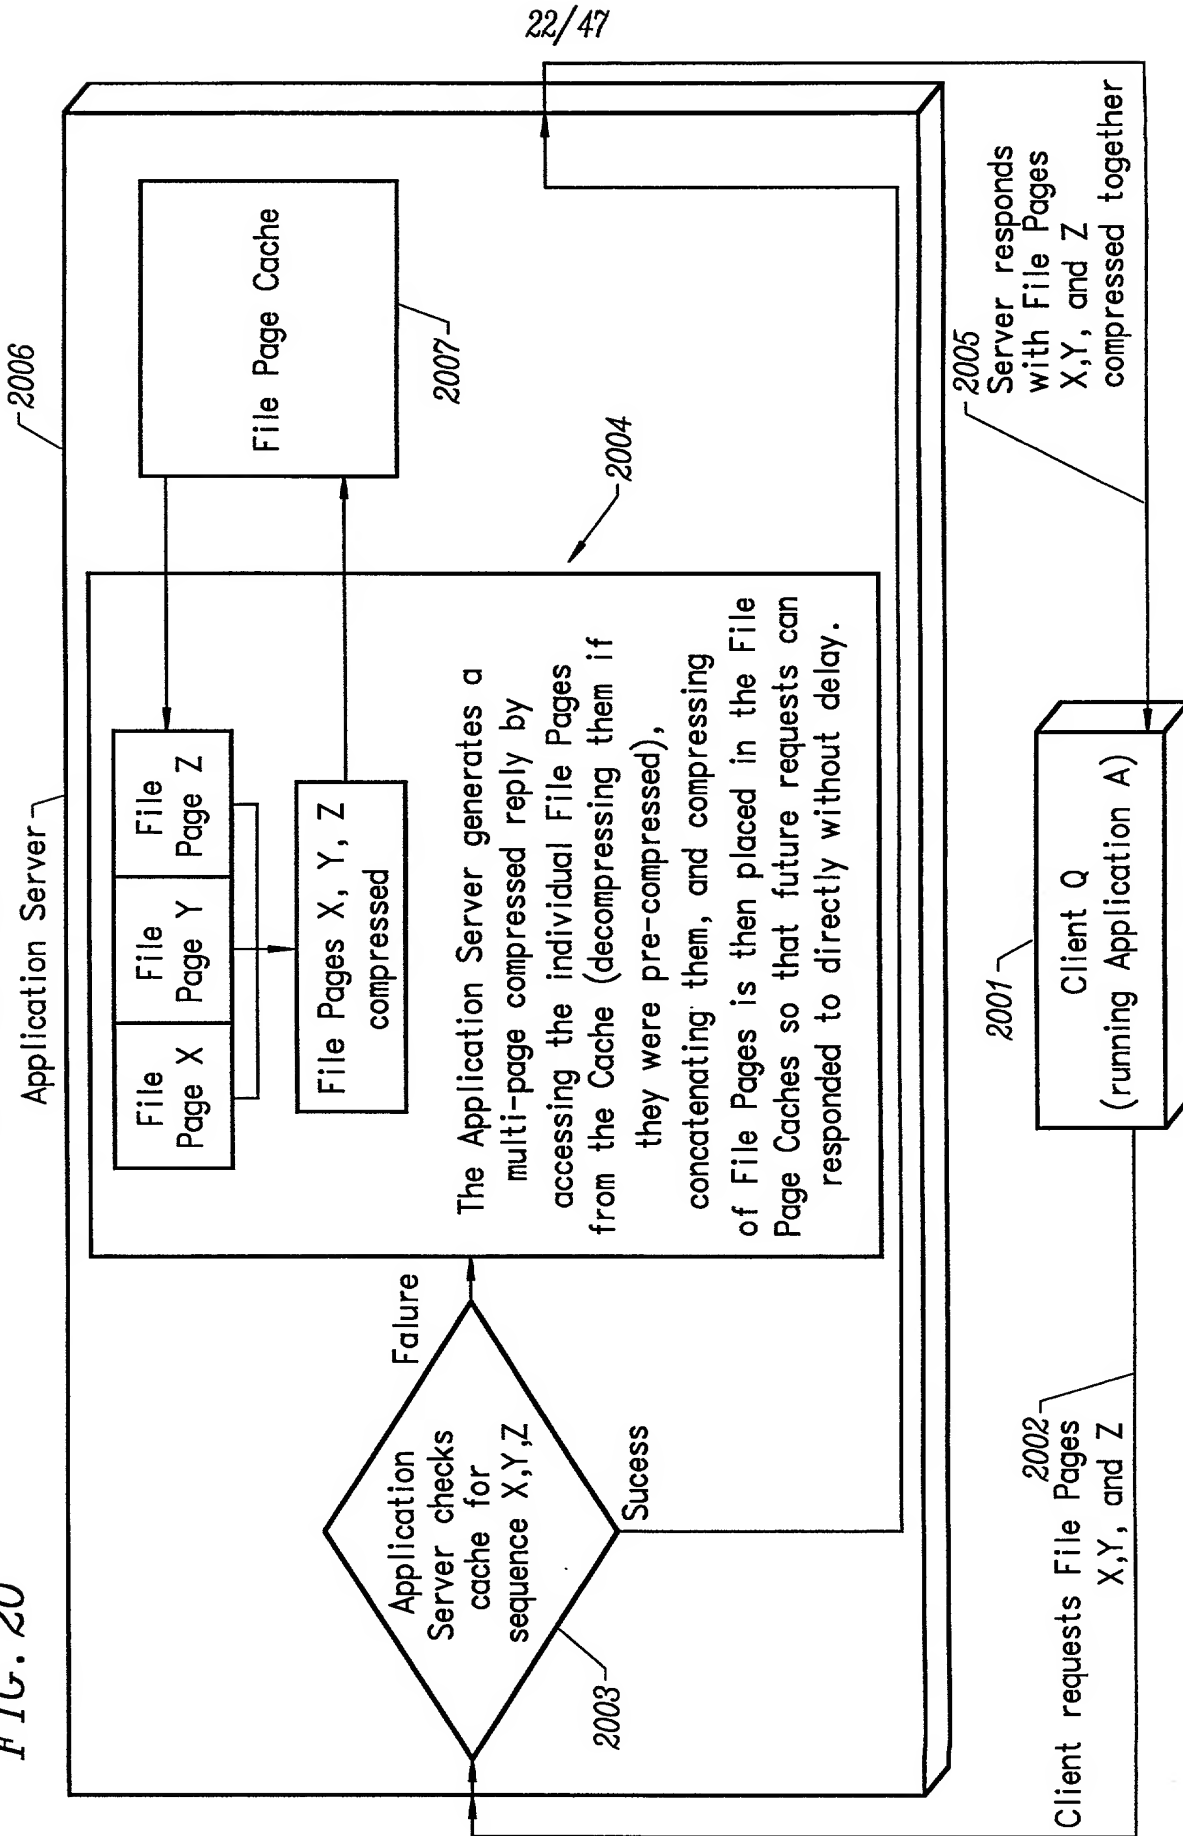 22/47
FIG. 20
Application Server
2006
File
Page X
File
Page Y
File
Page Z
File Pages X, Y, Z
compressed
File Page Cache
2007
2004
The Application Server generates a
multi-page compressed reply by
accessing the individual File Pages
from the Cache (decompressing them if
they were pre-compressed),
concatenating them, and compressing
of File Pages is then placed in the File
Page Caches so that future requests can
responded to directly without delay.
Application
Server checks
cache for
sequence X,Y,Z
Falure
Sucess
2003
2002
Client requests File Pages
X,Y, and Z
2001
Client Q
(running Application A)
2005
Server responds
with File Pages
X,Y, and Z
compressed together